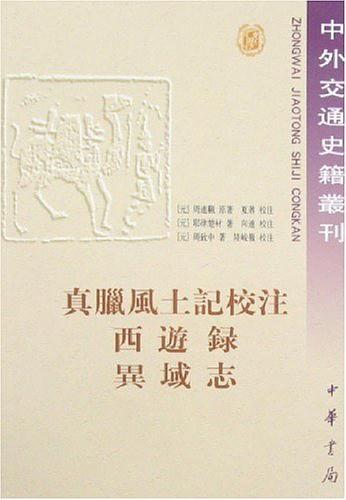 中外交通史籍叢刊
ZHONGWAI JIAOTONG SHIJI CONGKAN
[元] 周達觀 原著 夏鼐 校注
[元] 耶律楚材 著 向達 校注
[元] 周致中 著 陸峻嶺 校注
真臘風土記校注
西遊録
異域志
中華書局